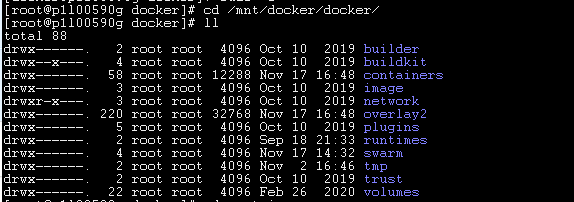 [root@p1l00590g docker]# cd /mnt/docker/docker/
[root@p1l00590g docker]# ll
total 88
drwx------. 2 root root 4096 Oct 10 2019 builder
drwx--x---. 4 root root 4096 Oct 10 2019 buildkit
drwx------. 58 root root 12288 Nov 17 16:48 containers
drwx------. 3 root root 4096 Oct 10 2019 image
drwxr-x---. 3 root root 4096 Oct 10 2019 network
drwx------. 220 root root 32768 Nov 17 16:48 overlay2
drwx------. 5 root root 4096 Oct 10 2019 plugins
drwx------. 2 root root 4096 Sep 18 21:33 runtimes
drwx------. 4 root root 4096 Nov 17 14:32 swarm
drwx------. 2 root root 4096 Nov 2 16:46 tmp
drwx------. 2 root root 4096 Oct 10 2019 trust
drwx------. 22 root root 4096 Feb 26 2020 volumes